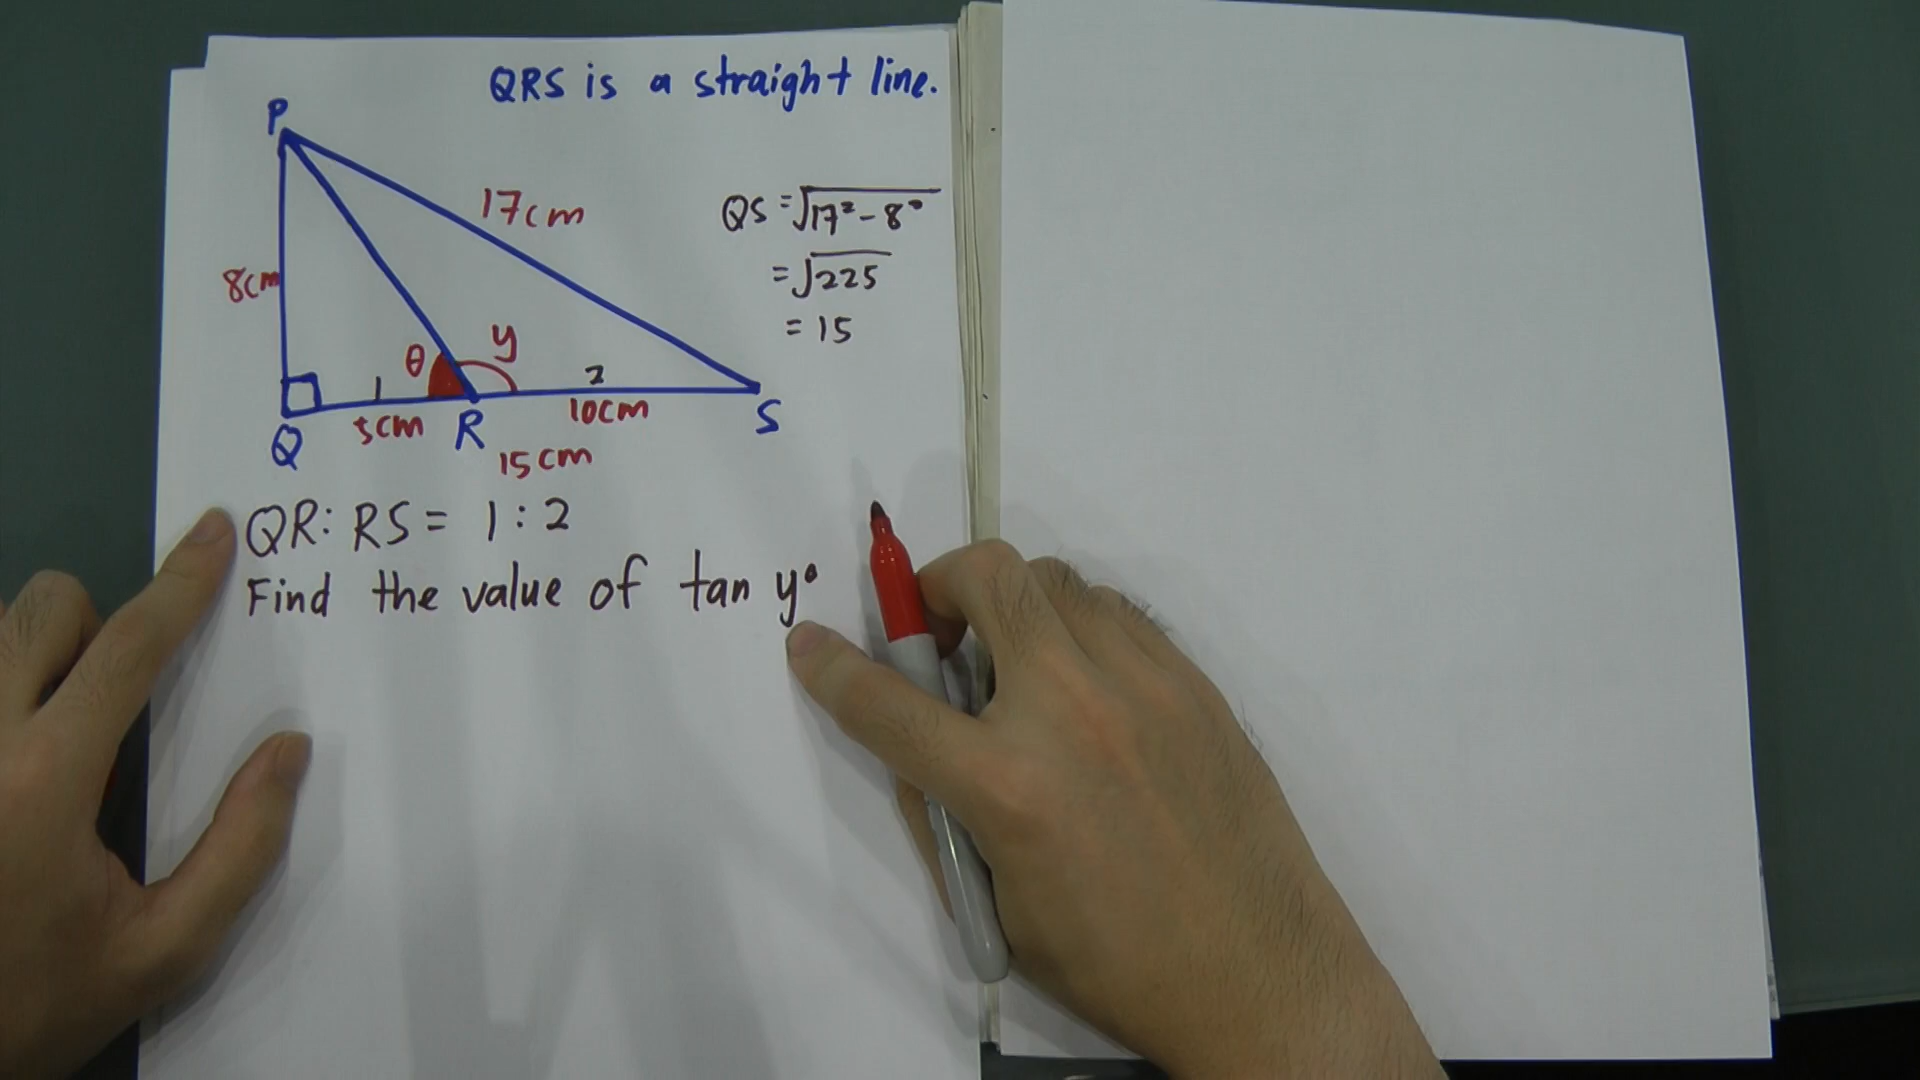 QRS is a straight line.
P
17cm
QS = √17² - 8²
8cm
= √225
= 15
θ
y
1
2
5cm
10cm
Q
R
S
15cm
QR: RS = 1 : 2
Find the value of tan y°